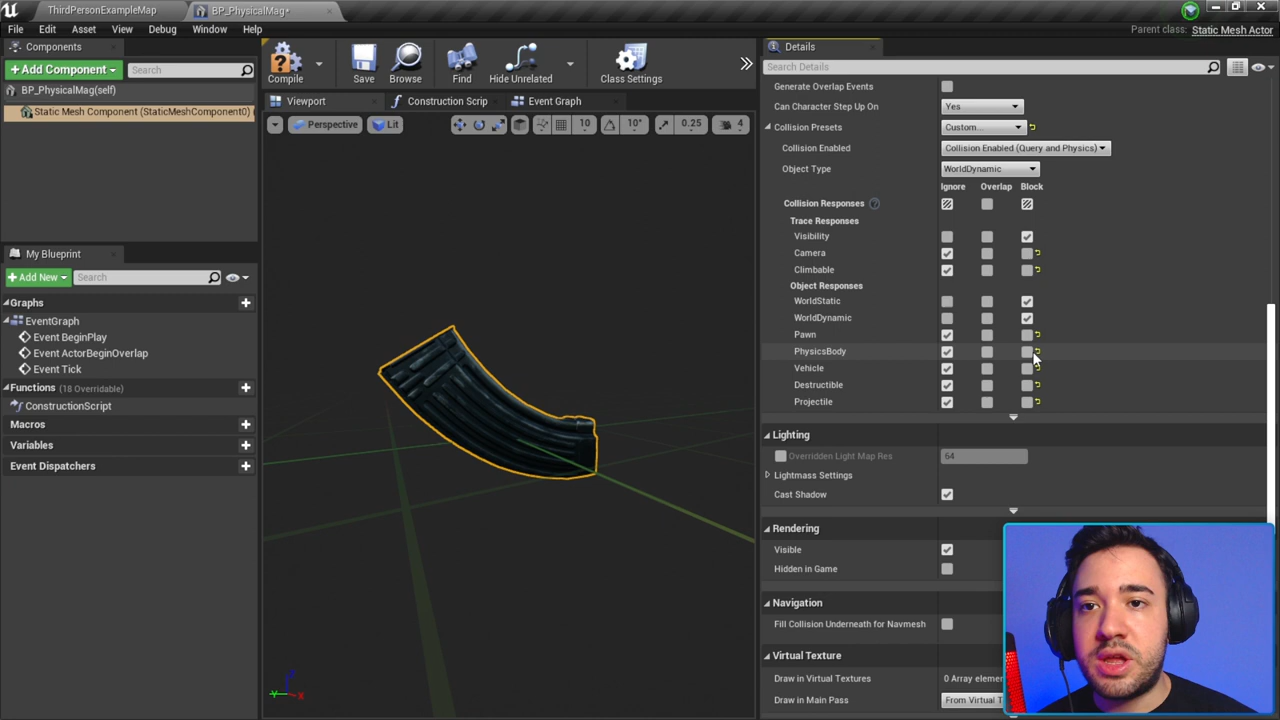 ThirdPersonExampleMap
BP_PhysicalMag*
File Edit Asset View Debug Window Help
Parent class: Static Mesh Actor
Components
+ Add Component
Search
BP_PhysicalMag(self)
Static Mesh Component (StaticMeshComponent0) (
My Blueprint
+ Add New
Search
Graphs
EventGraph
Event BeginPlay
Event ActorBeginOverlap
Event Tick
Functions (18 Overridable)
ConstructionScript
Macros
Variables
Event Dispatchers
Compile Save Browse Find Hide Unrelated Class Settings
Viewport Construction Scrip Event Graph
Perspective Lit 10 10° 0.25 4
Y X
Details
Search Details
Generate Overlap Events
Can Character Step Up On Yes
Collision Presets Custom...
Collision Enabled Collision Enabled (Query and Physics)
Object Type WorldDynamic
Ignore Overlap Block
Collision Responses ?
Trace Responses
Visibility
Camera
Climbable
Object Responses
WorldStatic
WorldDynamic
Pawn
PhysicsBody
Vehicle
Destructible
Projectile
Lighting
Overridden Light Map Res 64
Lightmass Settings
Cast Shadow
Rendering
Visible
Hidden in Game
Navigation
Fill Collision Underneath for Navmesh
Virtual Texture
Draw in Virtual Textures 0 Array elemen
Draw in Main Pass From Virtual T